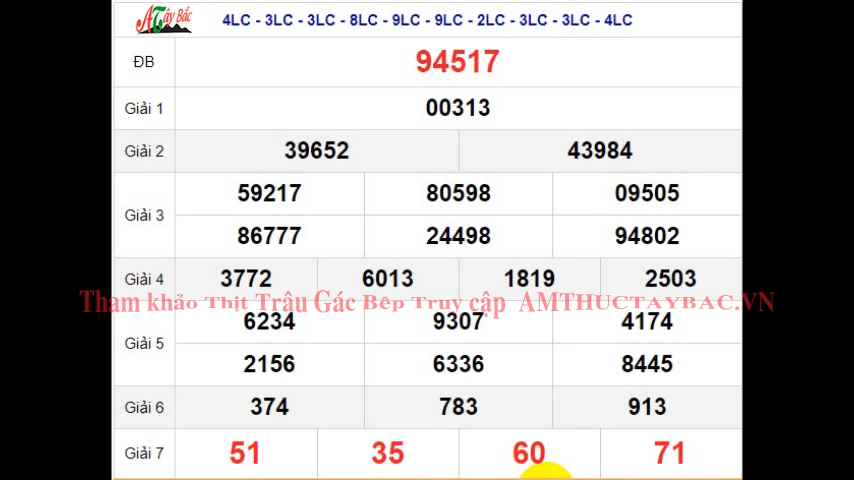 ATây Bắc
4LC - 3LC - 3LC - 8LC - 9LC - 9LC - 2LC - 3LC - 3LC - 4LC
ĐB 94517
Giải 1 00313
Giải 2 39652 43984
Giải 3
59217 80598 09505
86777 24498 94802
Giải 4 3772 6013 1819 2503
Tham khảo Thịt Trâu Gác Bếp Truy cập AMTHUCTAYBAC.VN
Giải 5
6234 9307 4174
2156 6336 8445
Giải 6 374 783 913
Giải 7 51 35 60 71